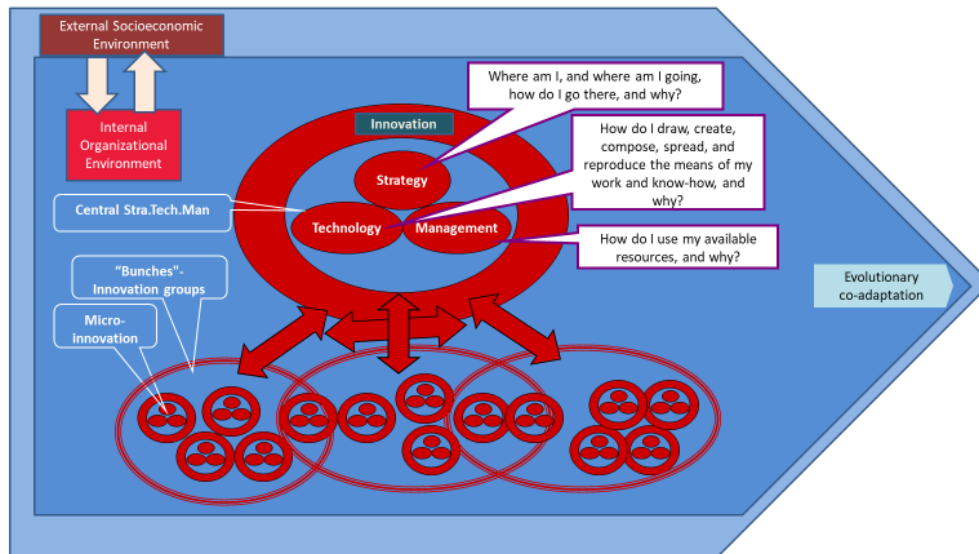 External Socioeconomic
Environment
Internal
Organizational
Environment
Where am I, and where am I going,
how do I go there, and why?
Innovation
How do I draw, create,
compose, spread, and
reproduce the means of my
work and know-how, and
why?
Strategy
Central Stra.Tech.Man
Technology
Management
How do I use my available
resources, and why?
“Bunches"-
Innovation groups
Evolutionary
co-adaptation
Micro-
innovation